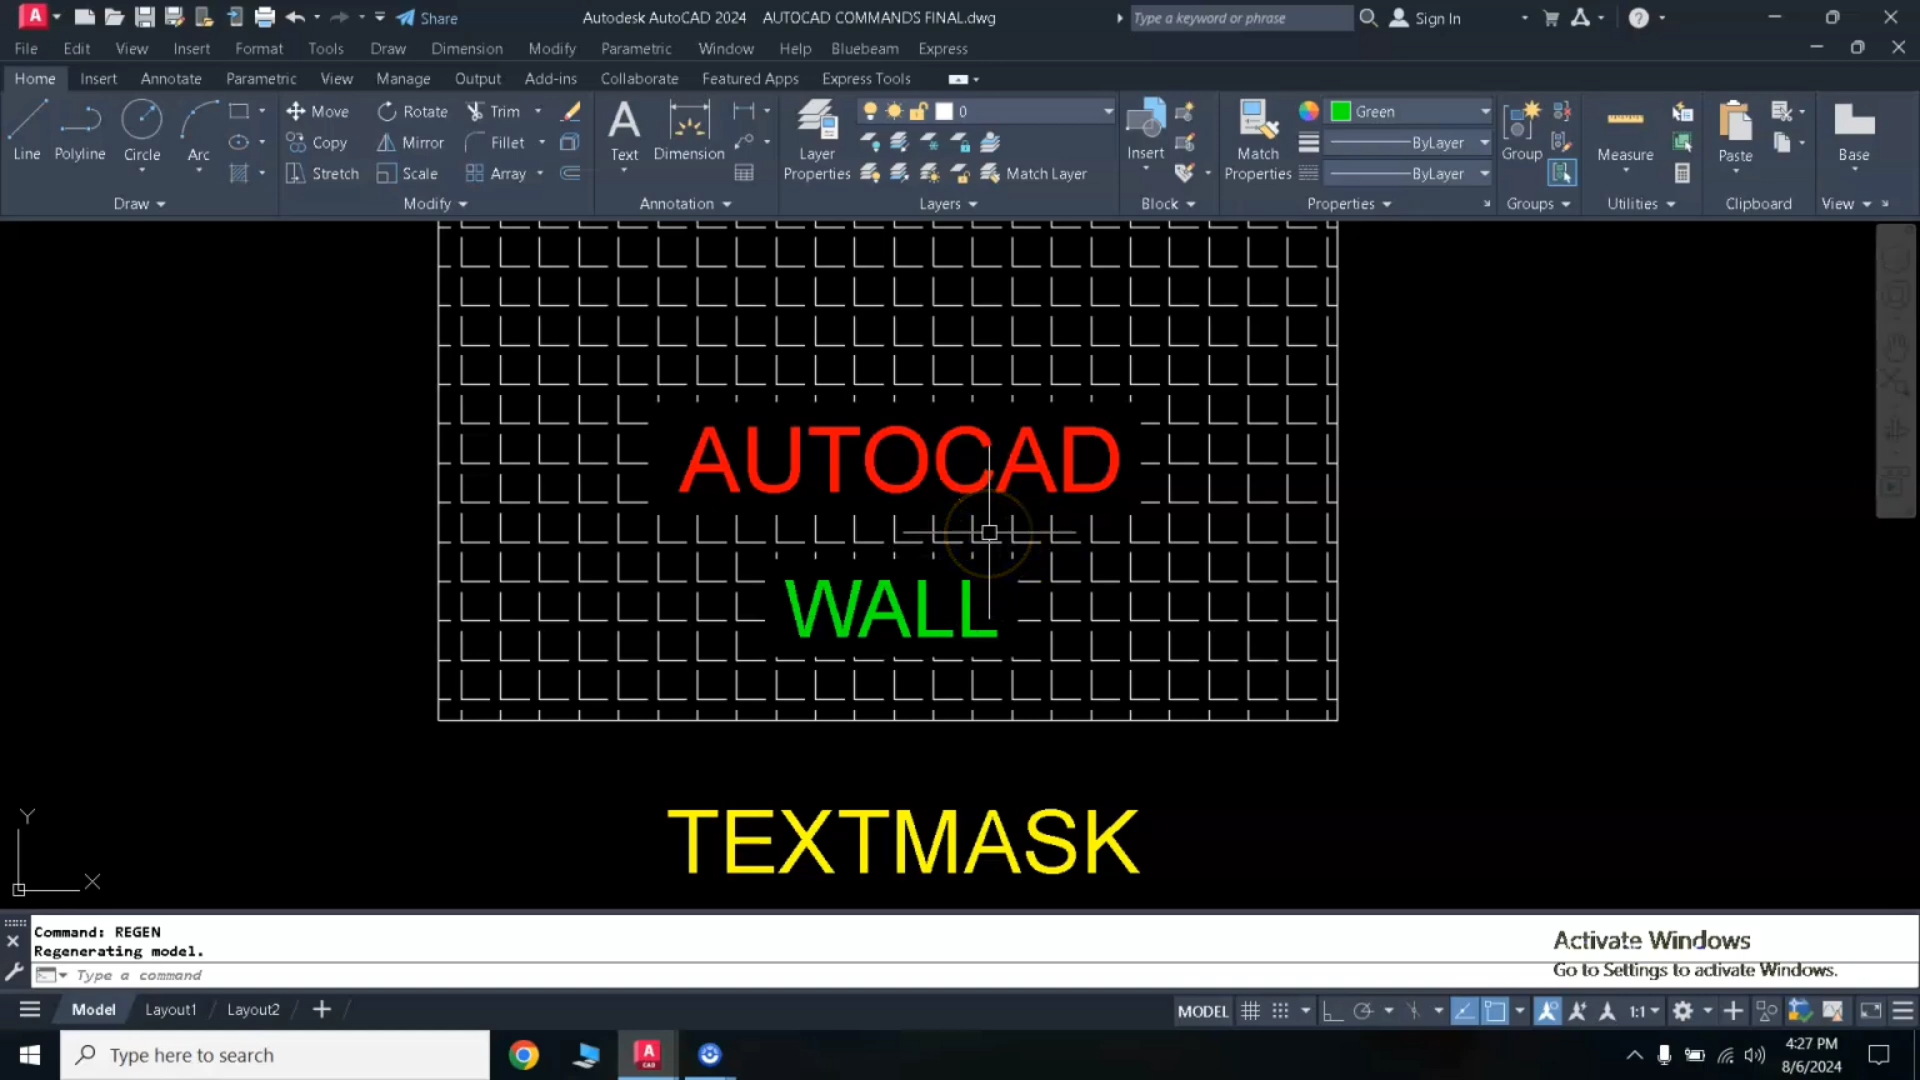 Share
Autodesk AutoCAD 2024 AUTOCAD COMMANDS FINAL.dwg
Type a keyword or phrase
Sign In
File Edit View Insert Format Tools Draw Dimension Modify Parametric Window Help Bluebeam Express
Home Insert Annotate Parametric View Manage Output Add-ins Collaborate Featured Apps Express Tools
Line Polyline Circle Arc
Move Rotate Trim
Copy Mirror Fillet
Stretch Scale Array
Text Dimension
Layer Properties
0
Match Layer
Insert
Match Properties
Green
ByLayer
ByLayer
Group
Measure
Paste
Base
Draw Modify Annotation Layers Block Properties Groups Utilities Clipboard View
AUTOCAD
WALL
TEXTMASK
Y
X
Command: REGEN
Regenerating model.
Type a command
Activate Windows
Go to Settings to activate Windows.
Model Layout1 Layout2
MODEL
1:1
Type here to search
4:27 PM
8/6/2024